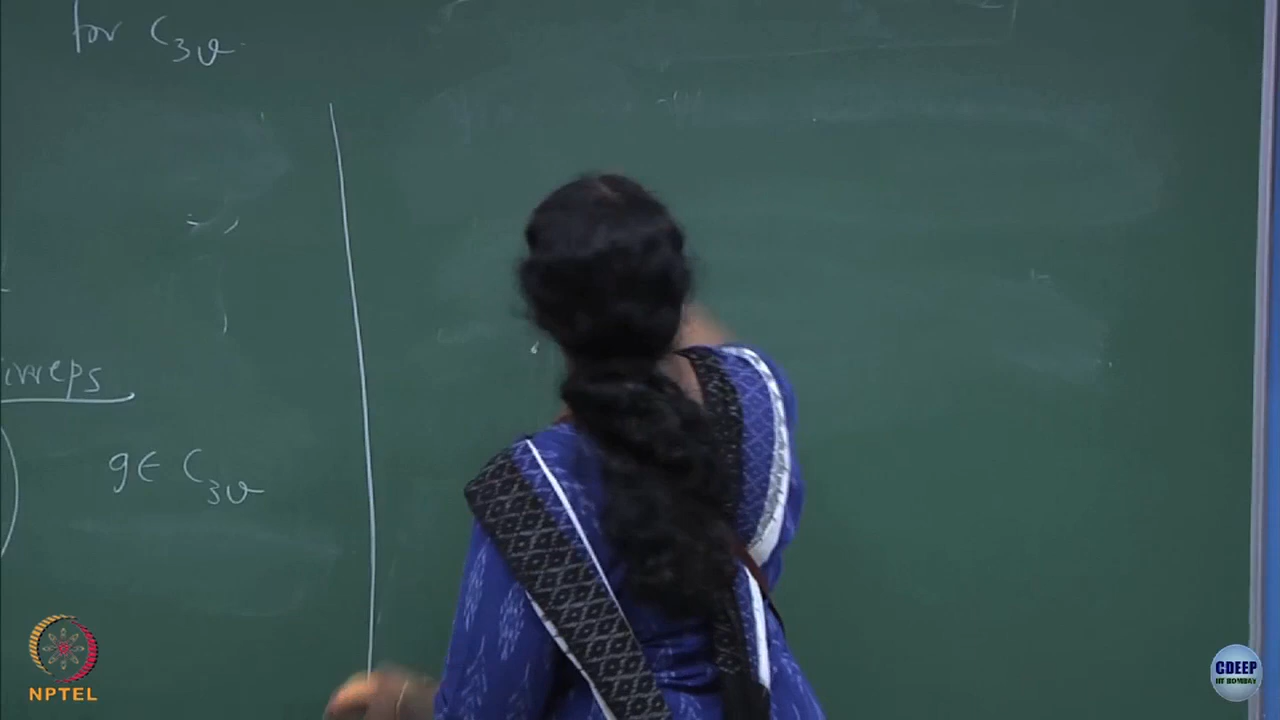 for C3v
irreps
g∈ C3v
NPTEL
CDEEP
IIT BOMBAY